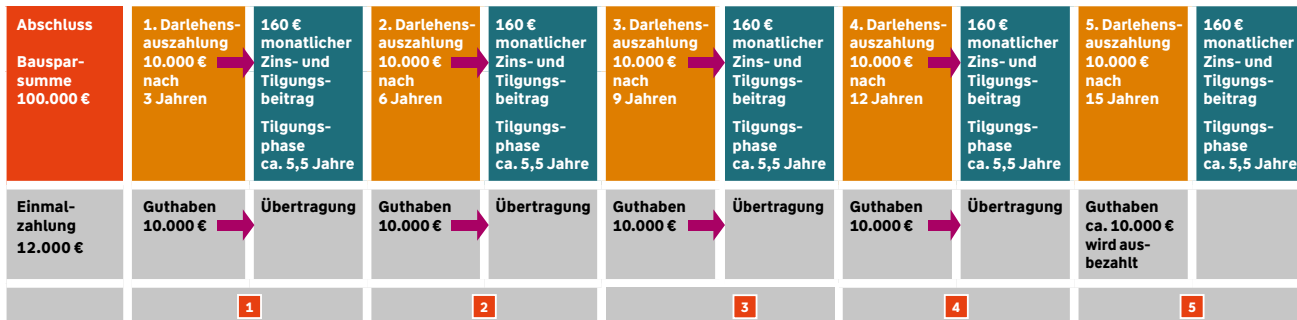 Abschluss
Bauspar-
summe
100.000 €
1. Darlehens-
auszahlung
10.000 €
nach
3 Jahren
160 €
monatlicher
Zins- und
Tilgungs-
beitrag
Tilgungs-
phase
ca. 5,5 Jahre
2. Darlehens-
auszahlung
10.000 €
nach
6 Jahren
160 €
monatlicher
Zins- und
Tilgungs-
beitrag
Tilgungs-
phase
ca. 5,5 Jahre
3. Darlehens-
auszahlung
10.000 €
nach
9 Jahren
160 €
monatlicher
Zins- und
Tilgungs-
beitrag
Tilgungs-
phase
ca. 5,5 Jahre
4. Darlehens-
auszahlung
10.000 €
nach
12 Jahren
160 €
monatlicher
Zins- und
Tilgungs-
beitrag
Tilgungs-
phase
ca. 5,5 Jahre
5. Darlehens-
auszahlung
10.000 €
nach
15 Jahren
160 €
monatlicher
Zins- und
Tilgungs-
beitrag
Tilgungs-
phase
ca. 5,5 Jahre
Einmal-
zahlung
12.000 €
Guthaben
10.000 €
Übertragung
Guthaben
10.000 €
Übertragung
Guthaben
10.000 €
Übertragung
Guthaben
10.000 €
Übertragung
Guthaben
ca. 10.000 €
wird aus-
bezahlt
1
2
3
4
5